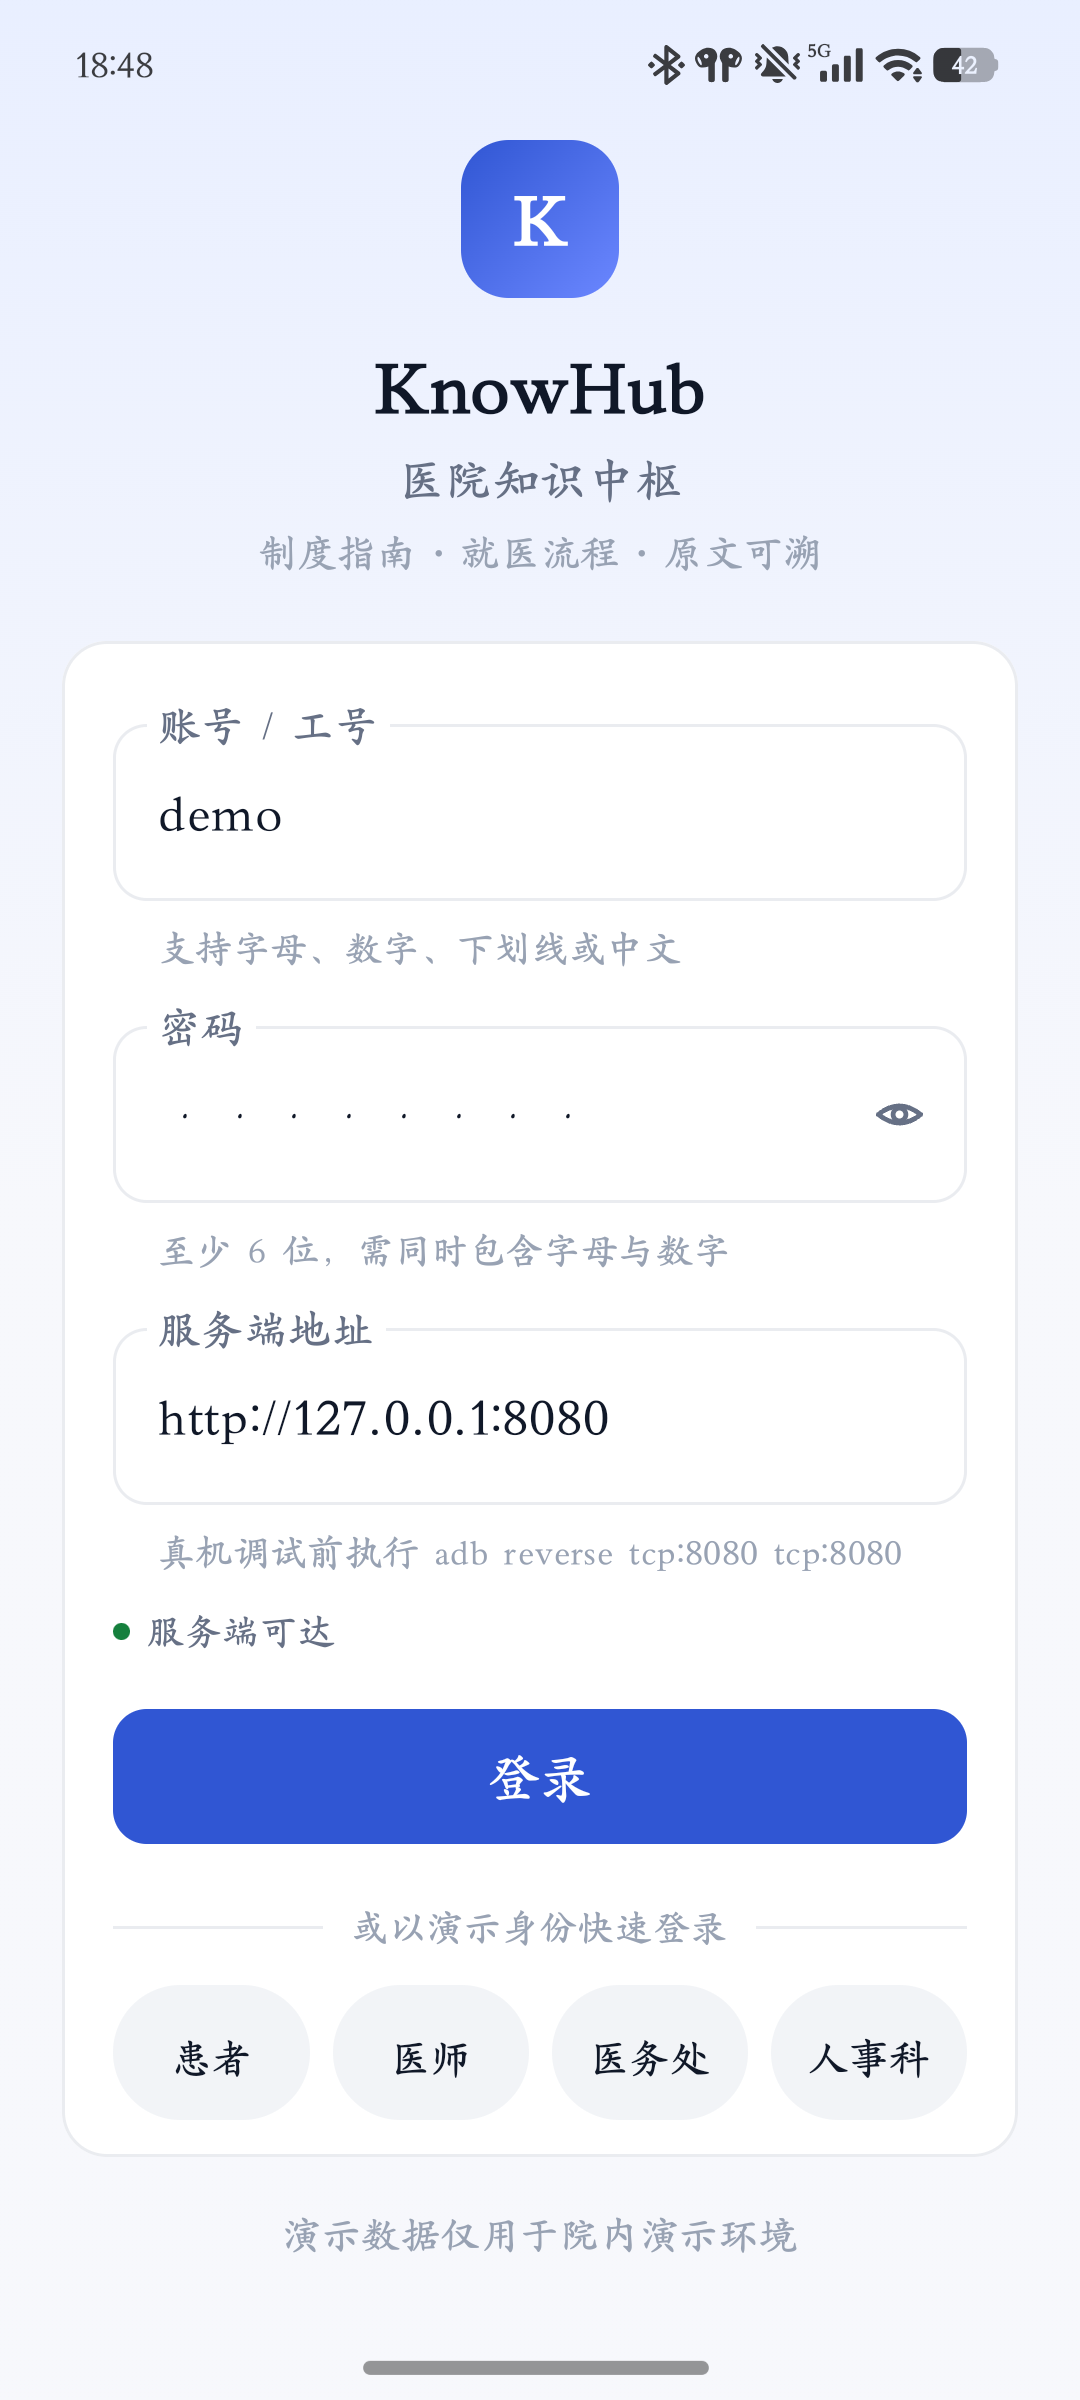 18:48
5G
42
K
KnowHub
医院知识中枢
制度指南 · 就医流程 · 原文可溯
账号 / 工号
demo
支持字母、数字、下划线或中文
密码
········
至少 6 位，需同时包含字母与数字
服务端地址
http://127.0.0.1:8080
真机调试前执行 adb reverse tcp:8080 tcp:8080
服务端可达
登录
或以演示身份快速登录
患者
医师
医务处
人事科
演示数据仅用于院内演示环境